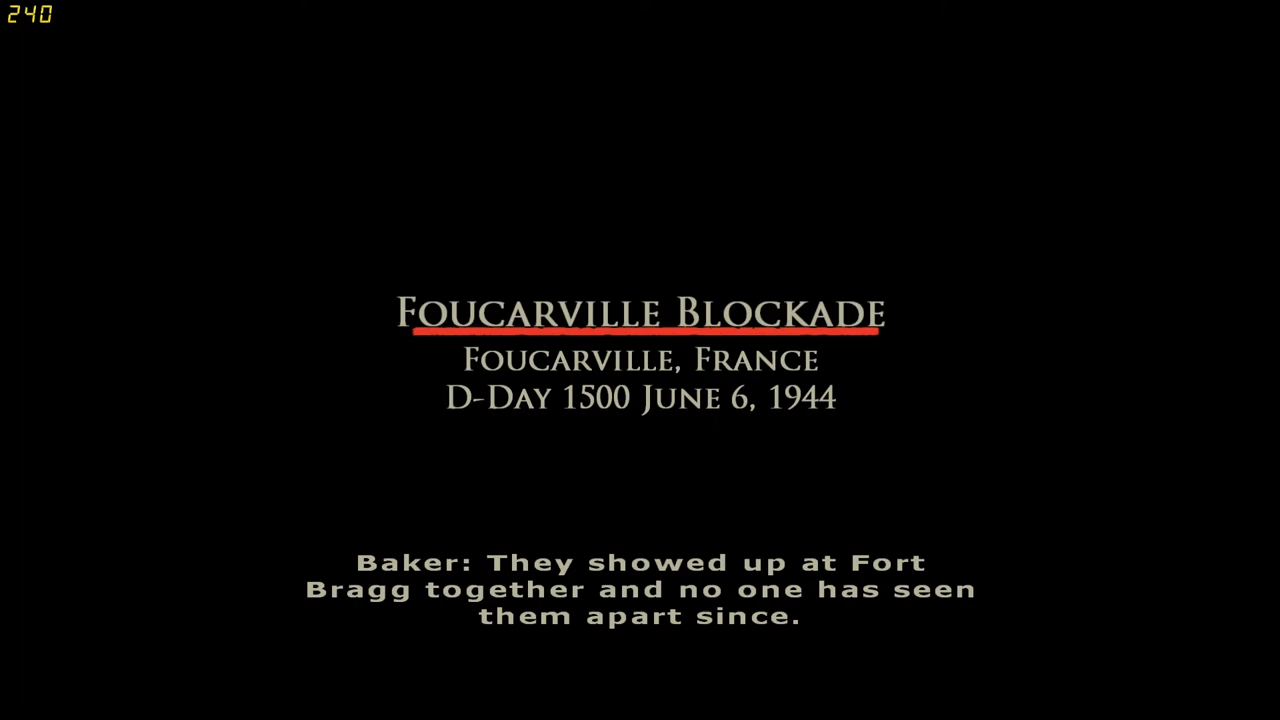 240
Foucarville Blockade
Foucarville, France
D-Day 1500 June 6, 1944
Baker: They showed up at Fort
Bragg together and no one has seen
them apart since.